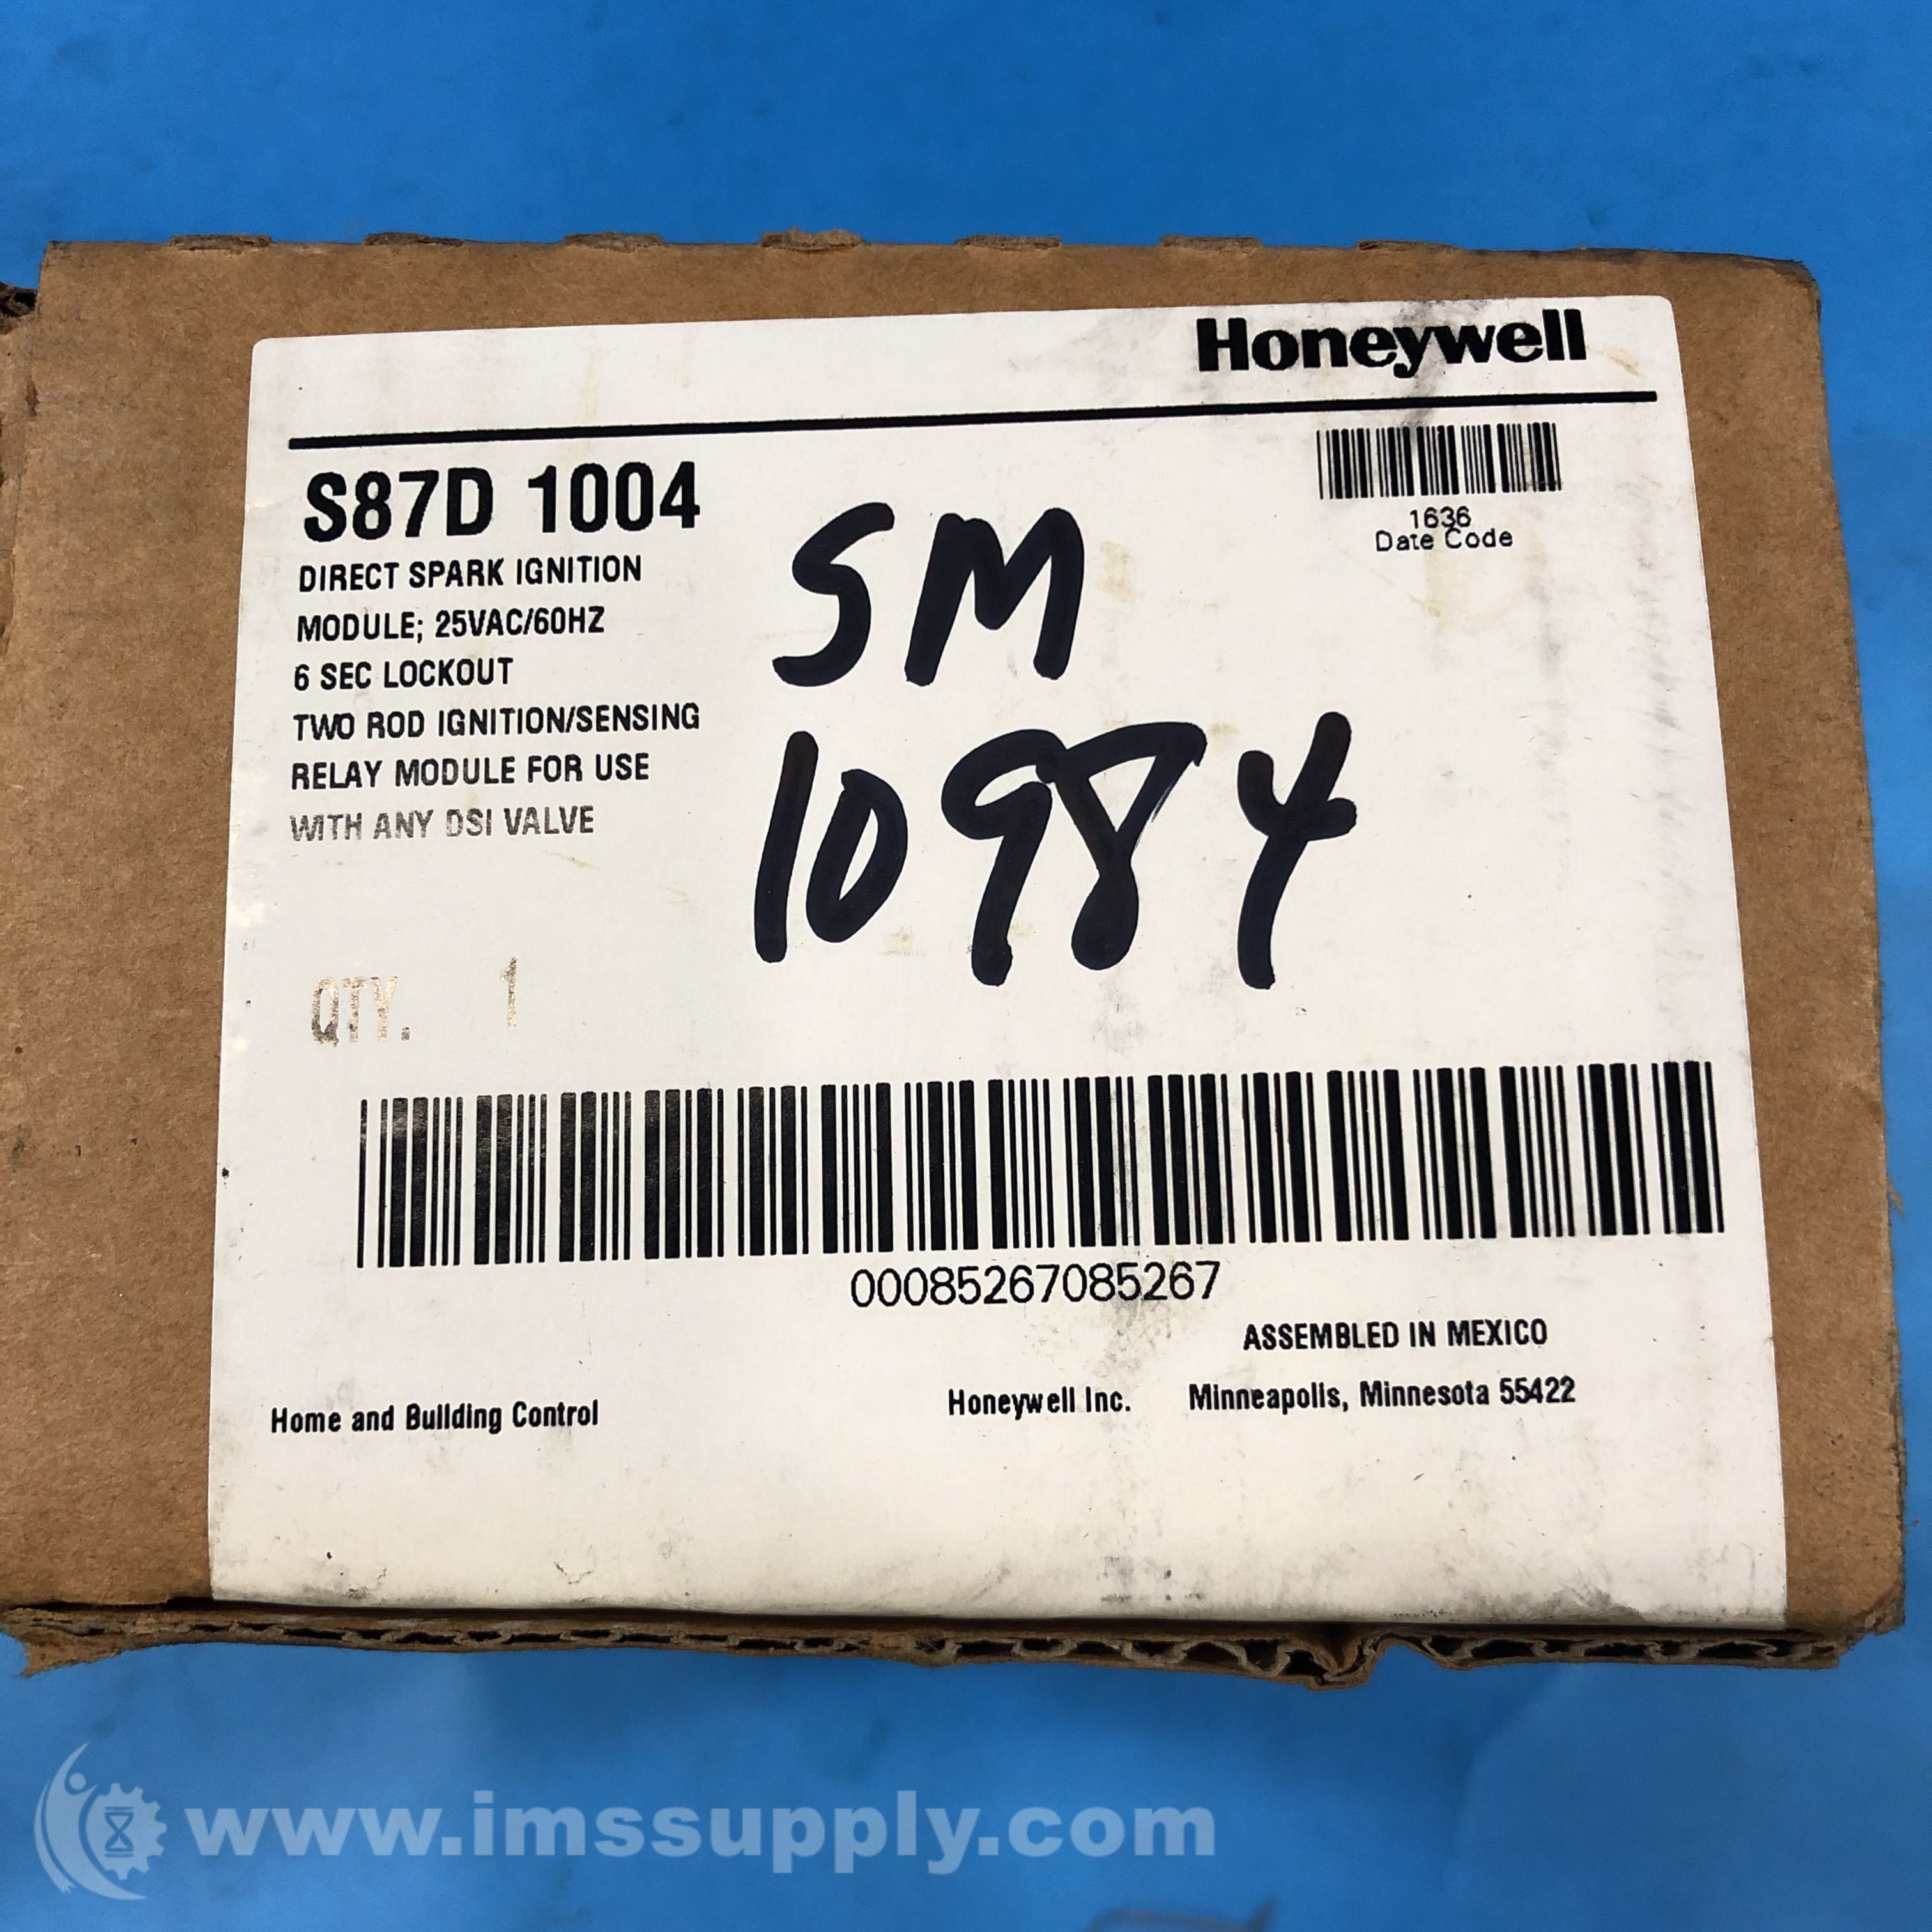 Honeywell
S87D 1004
1636
Date Code
DIRECT SPARK IGNITION
MODULE; 25VAC/60HZ
6 SEC LOCKOUT
TWO ROD IGNITION/SENSING
RELAY MODULE FOR USE
WITH ANY DSI VALVE
SM
10984
QTY. 1
00085267085267
ASSEMBLED IN MEXICO
Home and Building Control Honeywell Inc. Minneapolis, Minnesota 55422
www.imssupply.com